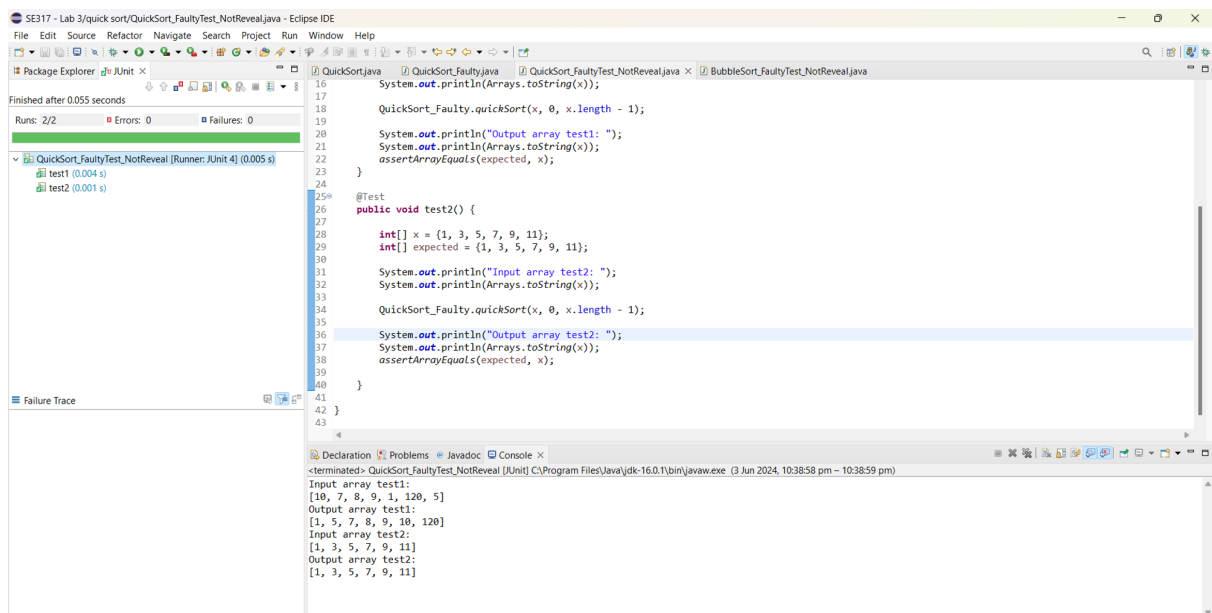 SE317 - Lab 3/quick sort/QuickSort_FaultyTest_NotReveal.java - Eclipse IDE
File Edit Source Refactor Navigate Search Project Run Window Help
Package Explorer JUnit
Finished after 0.055 seconds
Runs: 2/2 Errors: 0 Failures: 0
QuickSort_FaultyTest_NotReveal [Runner: JUnit 4] (0.005 s)
test1 (0.004 s)
test2 (0.001 s)
Failure Trace
QuickSort.java QuickSort_Faulty.java QuickSort_FaultyTest_NotReveal.java BubbleSort_FaultyTest_NotReveal.java
16 System.out.println(Arrays.toString(x));
17
18 QuickSort_Faulty.quickSort(x, 0, x.length - 1);
19
20 System.out.println("Output array test1: ");
21 System.out.println(Arrays.toString(x));
22 assertArrayEquals(expected, x);
23 }
24
25 @Test
26 public void test2() {
27
28 int[] x = {1, 3, 5, 7, 9, 11};
29 int[] expected = {1, 3, 5, 7, 9, 11};
30
31 System.out.println("Input array test2: ");
32 System.out.println(Arrays.toString(x));
33
34 QuickSort_Faulty.quickSort(x, 0, x.length - 1);
35
36 System.out.println("Output array test2: ");
37 System.out.println(Arrays.toString(x));
38 assertArrayEquals(expected, x);
39
40 }
41
42 }
43
Declaration Problems Javadoc Console
<terminated> QuickSort_FaultyTest_NotReveal [JUnit] C:\Program Files\Java\jdk-16.0.1\bin\javaw.exe (3 Jun 2024, 10:38:58 pm – 10:38:59 pm)
Input array test1:
[10, 7, 8, 9, 1, 120, 5]
Output array test1:
[1, 5, 7, 8, 9, 10, 120]
Input array test2:
[1, 3, 5, 7, 9, 11]
Output array test2:
[1, 3, 5, 7, 9, 11]